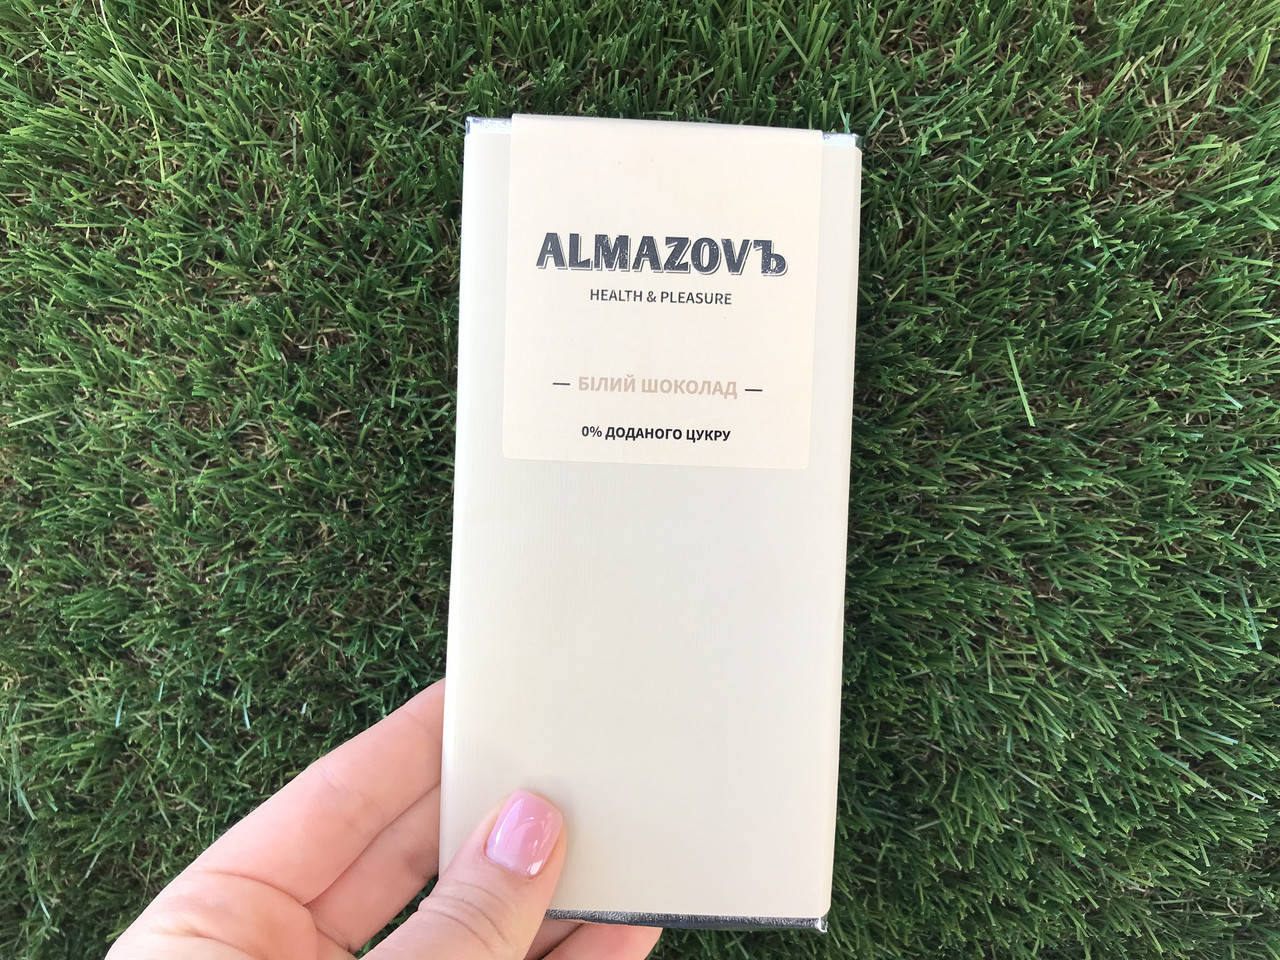 ALMAZOVЪ
HEALTH & PLEASURE
— БІЛИЙ ШОКОЛАД —
0% ДОДАНОГО ЦУКРУ